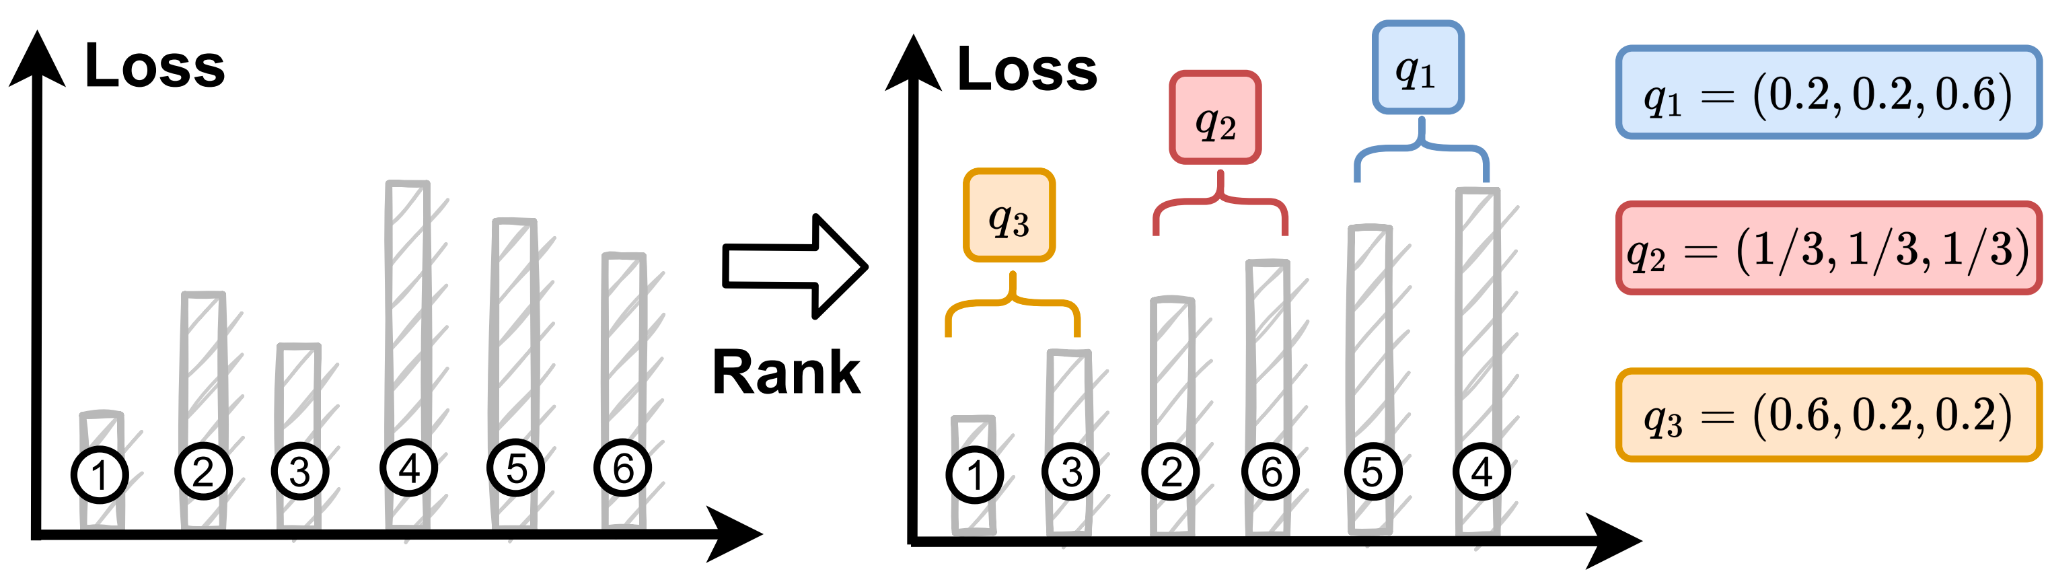 Loss
① ② ③ ④ ⑤ ⑥
Rank
Loss
q₃
q₂
q₁
① ③ ② ⑥ ⑤ ④
q₁ = (0.2, 0.2, 0.6)
q₂ = (1/3, 1/3, 1/3)
q₃ = (0.6, 0.2, 0.2)